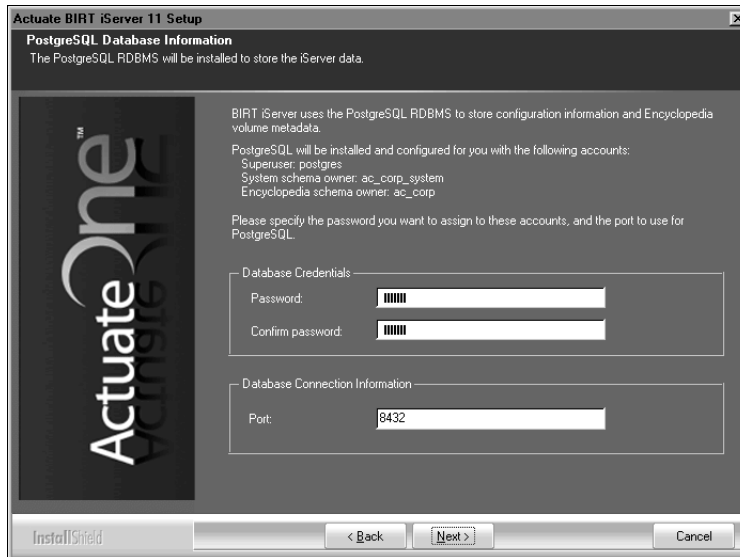 Actuate BIRT iServer 11 Setup
PostgreSQL Database Information
The PostgreSQL RDBMS will be installed to store the iServer data.
Actuate One™
BIRT iServer uses the PostgreSQL RDBMS to store configuration information and Encyclopedia
volume metadata.
PostgreSQL will be installed and configured for you with the following accounts:
Superuser: postgres
System schema owner: ac_corp_system
Encyclopedia schema owner: ac_corp
Please specify the password you want to assign to these accounts, and the port to use for
PostgreSQL.
Database Credentials
Password:
Confirm password:
Database Connection Information
Port: 8432
InstallShield
< Back Next > Cancel